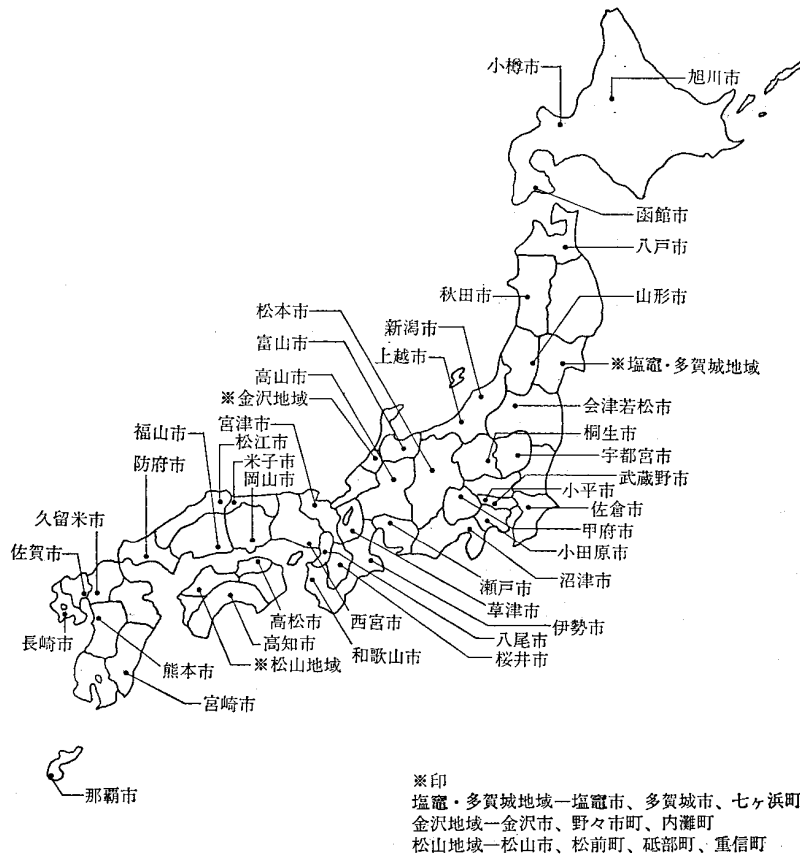 小樽市
旭川市
函館市
八戸市
秋田市
山形市
松本市
新潟市
富山市
上越市
※塩竈・多賀城地域
高山市
※金沢地域
会津若松市
宮津市
桐生市
福山市
松江市
宇都宮市
防府市
米子市
武蔵野市
岡山市
小平市
佐倉市
久留米市
甲府市
小田原市
佐賀市
沼津市
瀬戸市
草津市
高松市
西宮市
伊勢市
長崎市
高知市
八尾市
※松山地域
和歌山市
桜井市
熊本市
宮崎市
那覇市
※印
塩竈・多賀城地域―塩竈市、多賀城市、七ヶ浜町
金沢地域―金沢市、野々市町、内灘町
松山地域―松山市、松前町、砥部町、重信町